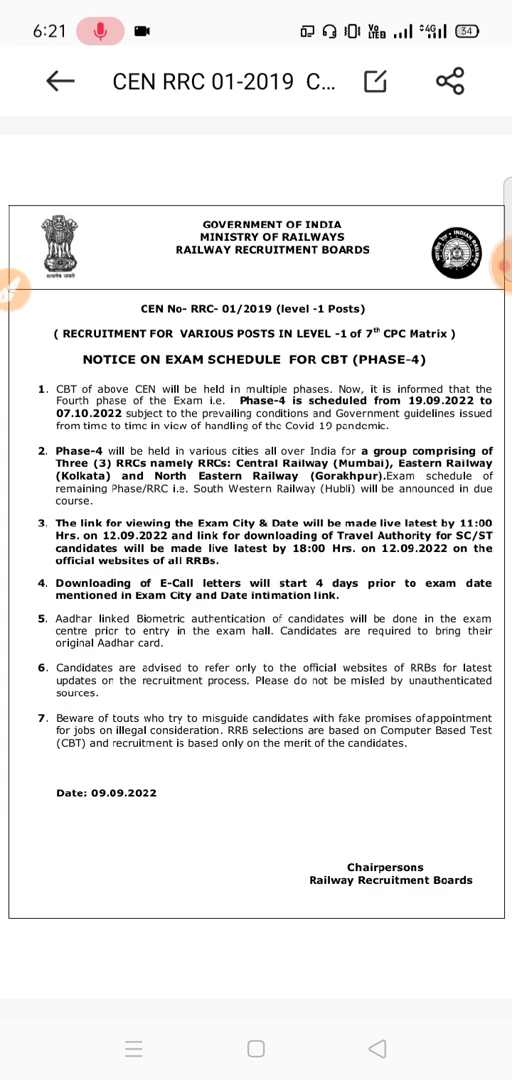 6:21
Vo
LTE B
4G
34
CEN RRC 01-2019 C...
GOVERNMENT OF INDIA
MINISTRY OF RAILWAYS
RAILWAY RECRUITMENT BOARDS
सत्यमेव जयते
INDIAN RAILWAYS
CEN No- RRC- 01/2019 (level -1 Posts)
( RECRUITMENT FOR VARIOUS POSTS IN LEVEL -1 of 7th CPC Matrix )
NOTICE ON EXAM SCHEDULE FOR CBT (PHASE-4)
1. CBT of above CEN will be held in multiple phases. Now, it is informed that the
Fourth phase of the Exam i.e. Phase-4 is scheduled from 19.09.2022 to
07.10.2022 subject to the prevailing conditions and Government guidelines issued
from time to time in view of handling of the Covid 19 pandemic.
2. Phase-4 will be held in various cities all over India for a group comprising of
Three (3) RRCs namely RRCs: Central Railway (Mumbai), Eastern Railway
(Kolkata) and North Eastern Railway (Gorakhpur).Exam schedule of
remaining Phase/RRC i.e. South Western Railway (Hubli) will be announced in due
course.
3. The link for viewing the Exam City & Date will be made live latest by 11:00
Hrs. on 12.09.2022 and link for downloading of Travel Authority for SC/ST
candidates will be made live latest by 18:00 Hrs. on 12.09.2022 on the
official websites of all RRBs.
4. Downloading of E-Call letters will start 4 days prior to exam date
mentioned in Exam City and Date intimation link.
5. Aadhar linked Biometric authentication of candidates will be done in the exam
centre prior to entry in the exam hall. Candidates are required to bring their
original Aadhar card.
6. Candidates are advised to refer only to the official websites of RRBs for latest
updates on the recruitment process. Please do not be misled by unauthenticated
sources.
7. Beware of touts who try to misguide candidates with fake promises of appointment
for jobs on illegal consideration. RRB selections are based on Computer Based Test
(CBT) and recruitment is based only on the merit of the candidates.
Date: 09.09.2022
Chairpersons
Railway Recruitment Boards